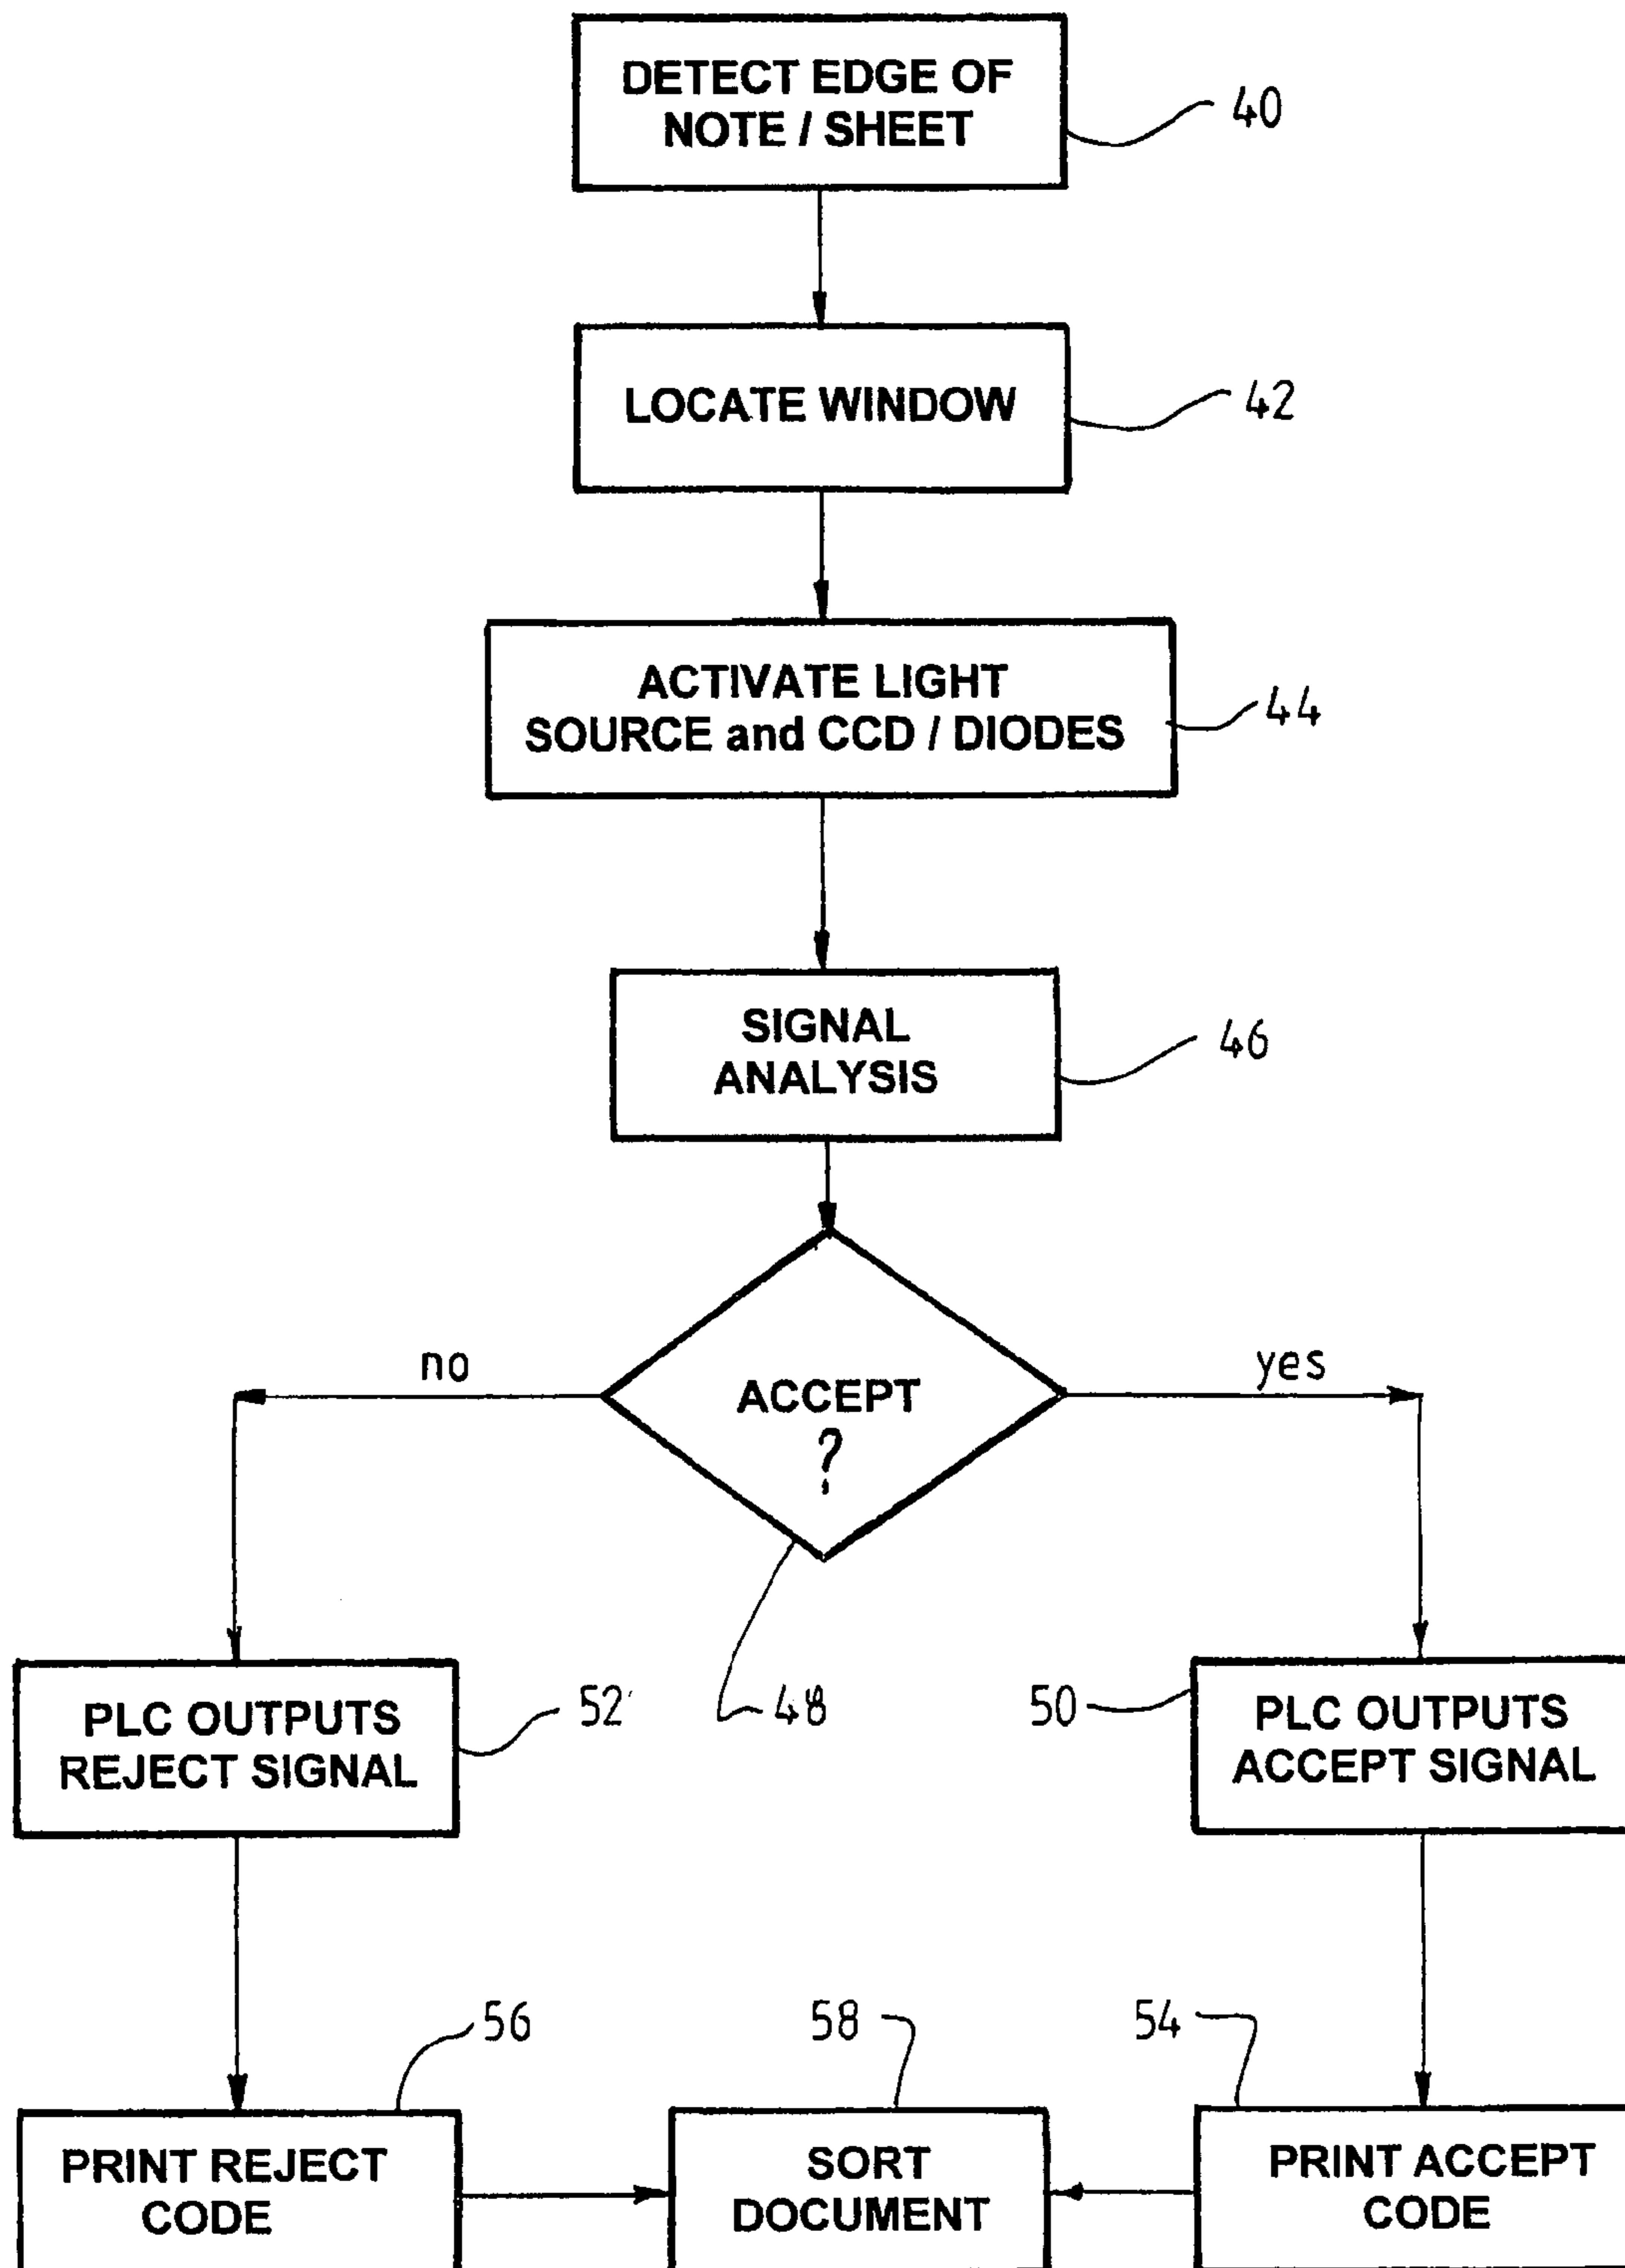 DETECT EDGE OF
NOTE / SHEET
40
LOCATE WINDOW
42
ACTIVATE LIGHT
SOURCE and CCD / DIODES
44
SIGNAL
ANALYSIS
46
no
yes
ACCEPT
?
48
PLC OUTPUTS
REJECT SIGNAL
52
50
PLC OUTPUTS
ACCEPT SIGNAL
56
58
54
PRINT REJECT
CODE
SORT
DOCUMENT
PRINT ACCEPT
CODE